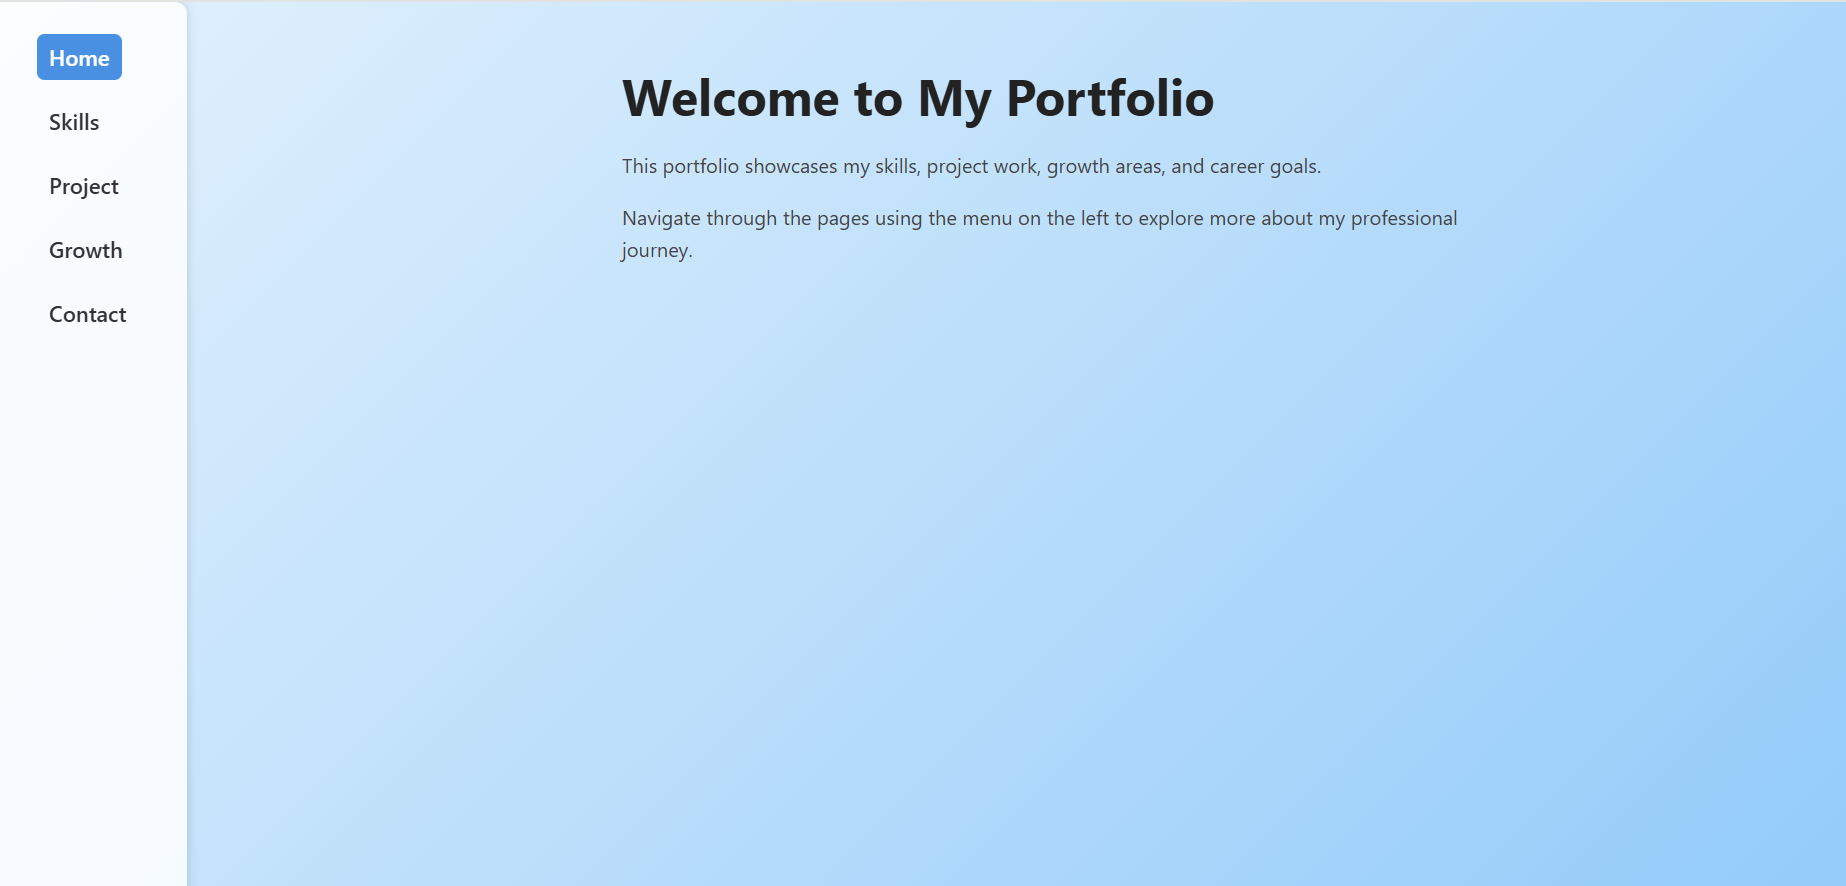 Home
Skills
Project
Growth
Contact
Welcome to My Portfolio
This portfolio showcases my skills, project work, growth areas, and career goals.
Navigate through the pages using the menu on the left to explore more about my professional
journey.